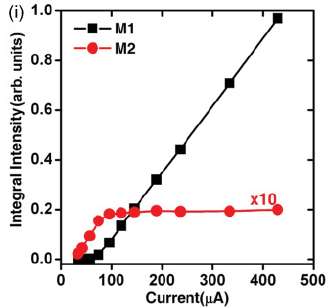 (i)
1.0
0.8
0.6
0.4
0.2
0.0
Integral Intensity(arb. units)
M1
M2
x10
0 100 200 300 400 500
Current(μA)